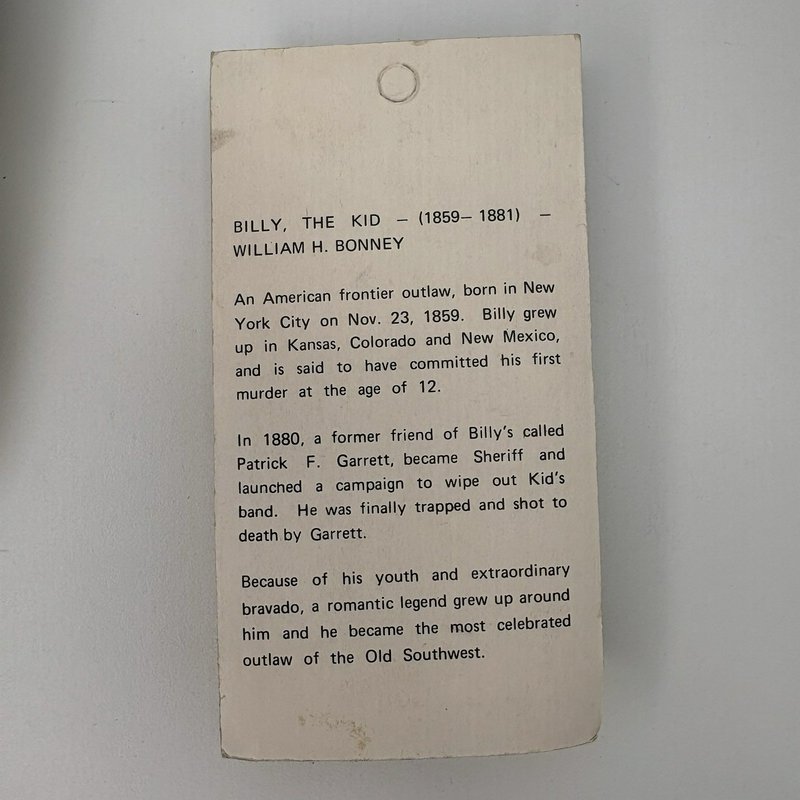 BILLY, THE KID – (1859– 1881) –
WILLIAM H. BONNEY
An American frontier outlaw, born in New
York City on Nov. 23, 1859. Billy grew
up in Kansas, Colorado and New Mexico,
and is said to have committed his first
murder at the age of 12.
In 1880, a former friend of Billy's called
Patrick F. Garrett, became Sheriff and
launched a campaign to wipe out Kid's
band. He was finally trapped and shot to
death by Garrett.
Because of his youth and extraordinary
bravado, a romantic legend grew up around
him and he became the most celebrated
outlaw of the Old Southwest.